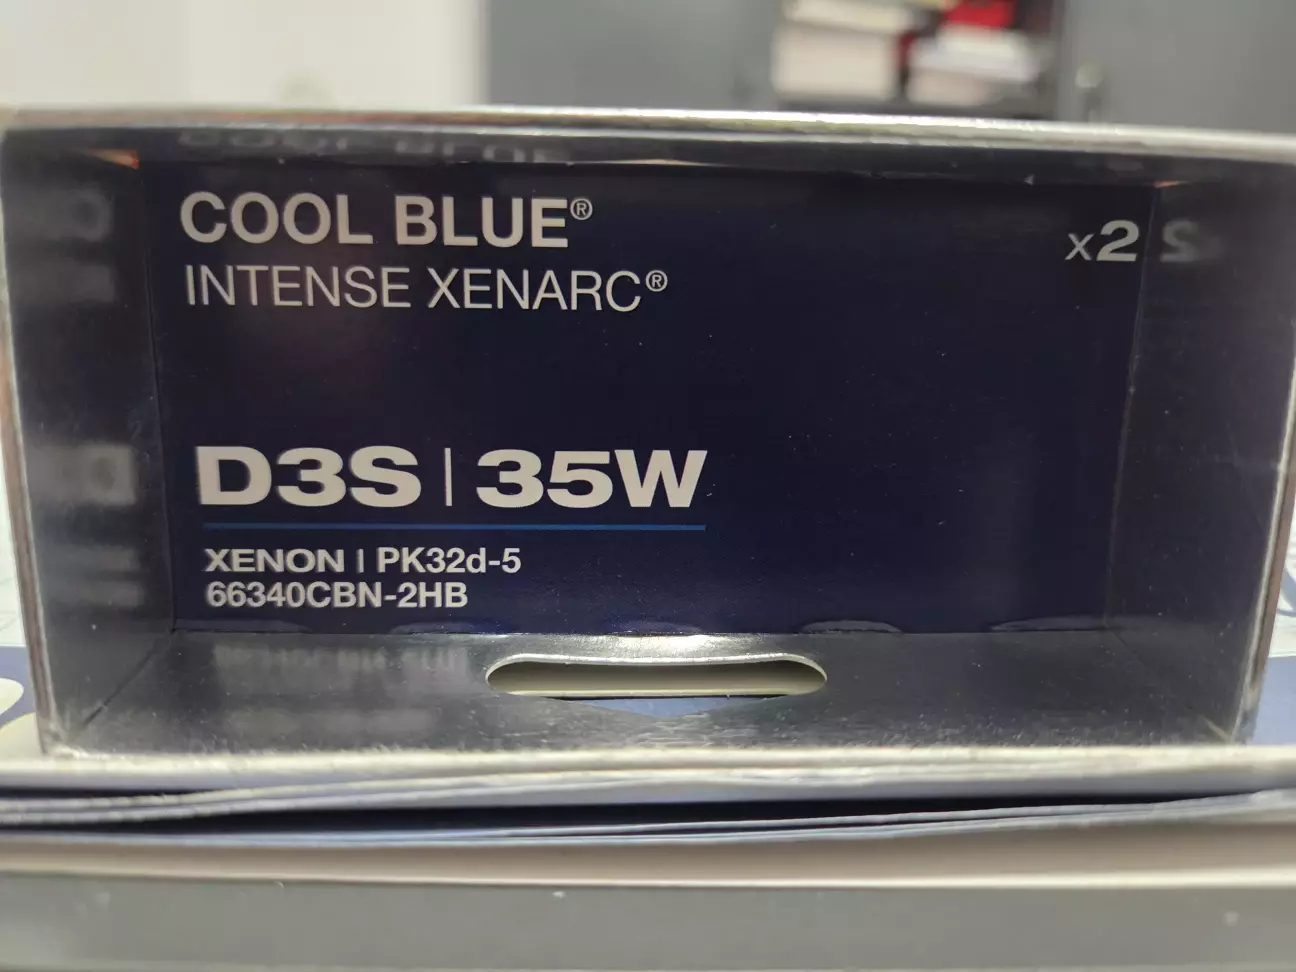 COOL BLUE®
INTENSE XENARC®
x2
D3S | 35W
XENON | PK32d-5
66340CBN-2HB